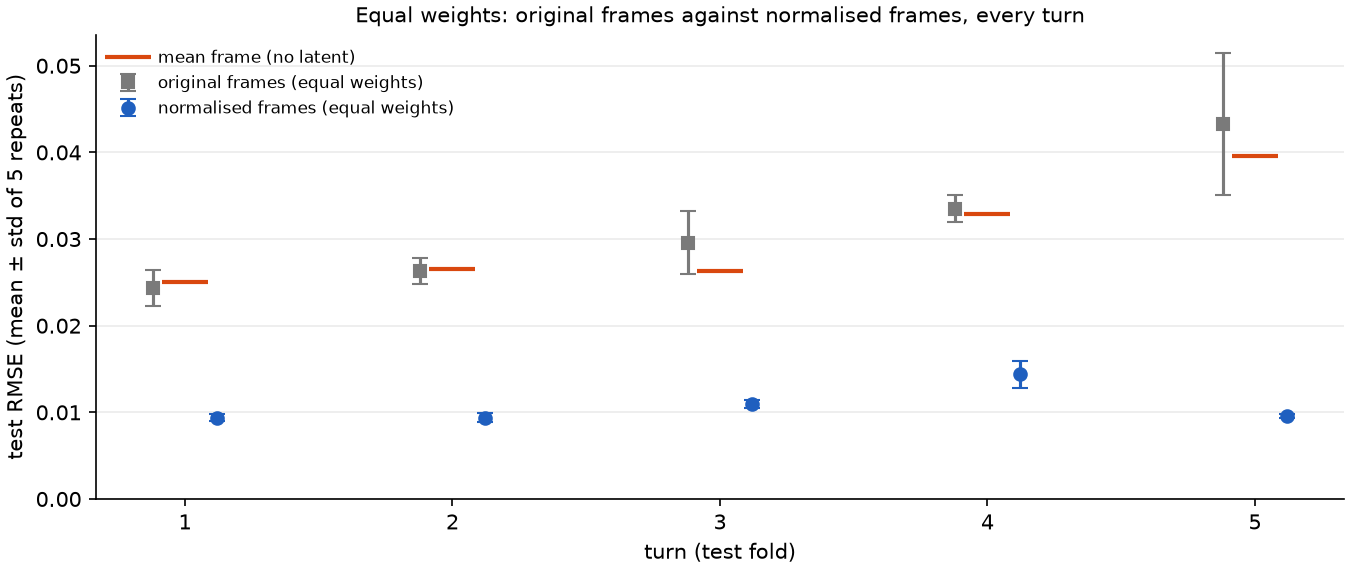 Equal weights: original frames against normalised frames, every turn
mean frame (no latent)
original frames (equal weights)
normalised frames (equal weights)
test RMSE (mean ± std of 5 repeats)
0.05
0.04
0.03
0.02
0.01
0.00
1 2 3 4 5
turn (test fold)